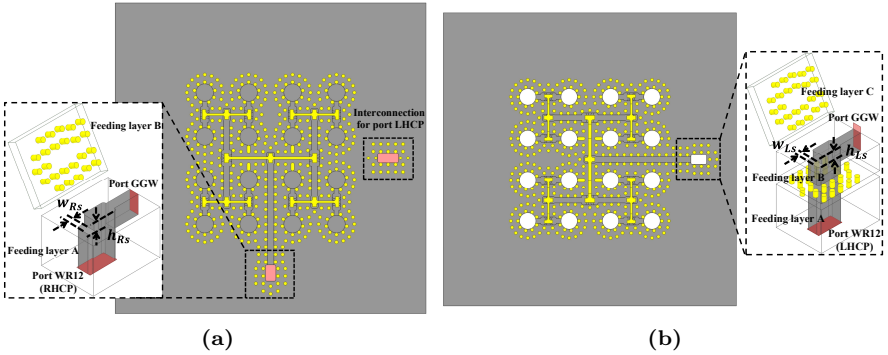 Interconnection
for port LHCP
Feeding layer B
Port GGW
w_Rs
h_Rs
Feeding layer A
Port WR12
(RHCP)
(a)
Feeding layer C
Port GGW
w_Ls
h_Ls
Feeding layer B
Feeding layer A
Port WR12
(LHCP)
(b)